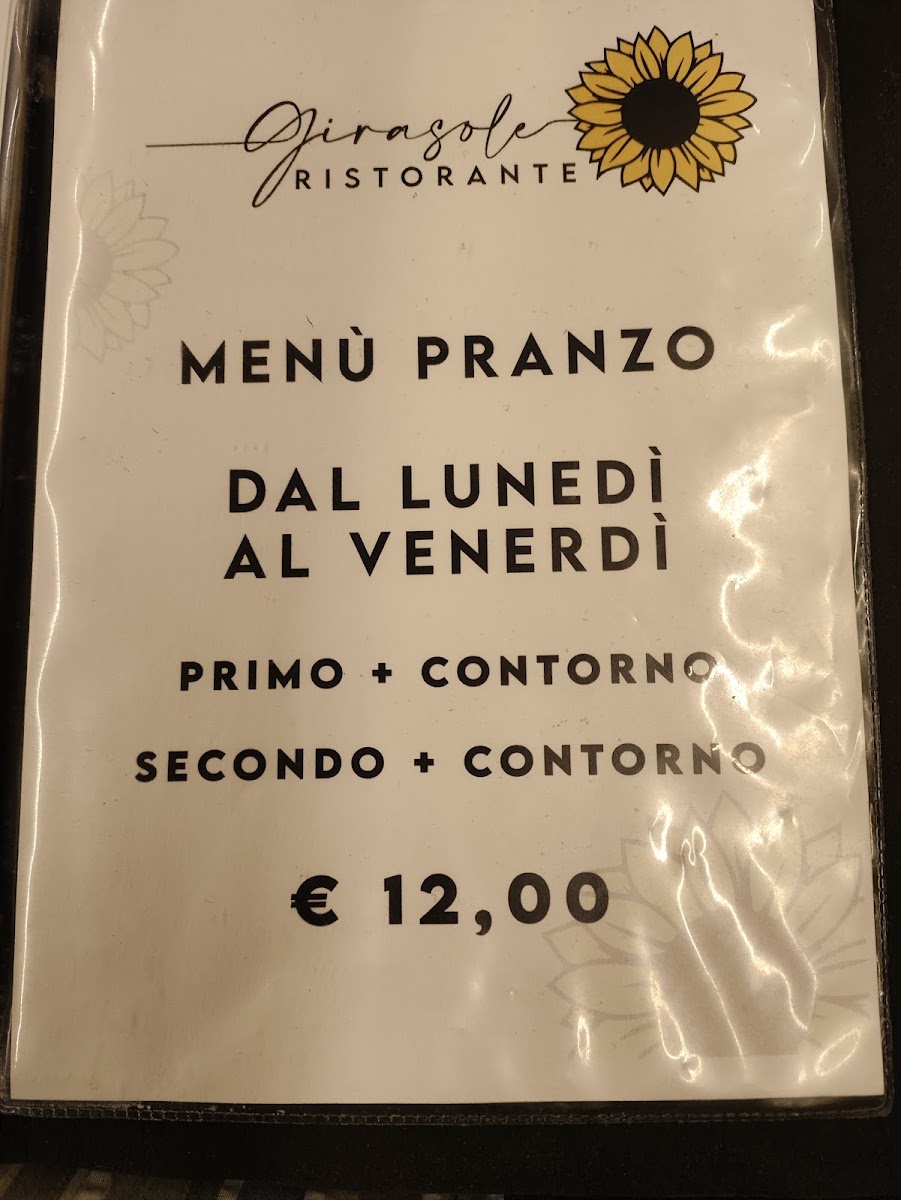 Girasole
RISTORANTE
MENÙ PRANZO
DAL LUNEDÌ
AL VENERDÌ
PRIMO + CONTORNO
SECONDO + CONTORNO
€ 12,00